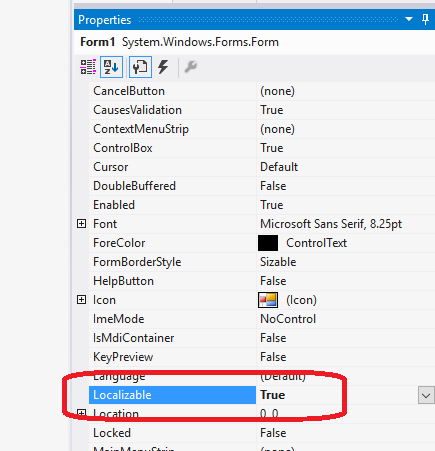 Properties
Form1 System.Windows.Forms.Form
CancelButton (none)
CausesValidation True
ContextMenuStrip (none)
ControlBox True
Cursor Default
DoubleBuffered False
Enabled True
Font Microsoft Sans Serif, 8.25pt
ForeColor ControlText
FormBorderStyle Sizable
HelpButton False
Icon (Icon)
ImeMode NoControl
IsMdiContainer False
KeyPreview False
Language (Default)
Localizable True
Location 0, 0
Locked False
MainMenuStrip (none)